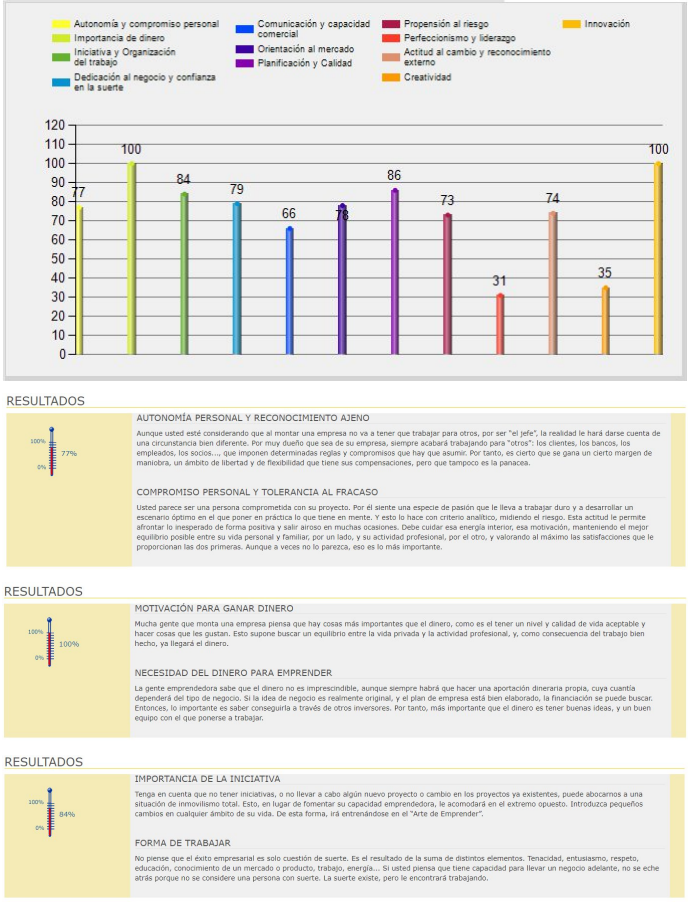 Autonomía y compromiso personal
Importancia de dinero
Iniciativa y Organización
del trabajo
Dedicación al negocio y confianza
en la suerte
Comunicación y capacidad
comercial
Orientación al mercado
Planificación y Calidad
Propensión al riesgo
Perfeccionismo y liderazgo
Actitud al cambio y reconocimiento
externo
Creatividad
Innovación
120
110
100
90
80
70
60
50
40
30
20
10
0
77
100
84
79
66
78
86
73
31
74
35
100
RESULTADOS
100%
77%
0%
AUTONOMÍA PERSONAL Y RECONOCIMIENTO AJENO
Aunque usted esté considerando que al montar una empresa no va a tener que trabajar para otros, por ser "el jefe", la realidad le hará darse cuenta de
una circunstancia bien diferente. Por muy dueño que sea de su empresa, siempre acabará trabajando para "otros": los clientes, los bancos, los
empleados, los socios..., que imponen determinadas reglas y compromisos que hay que asumir. Por tanto, es cierto que se gana un cierto margen de
maniobra, un ámbito de libertad y de flexibilidad que tiene sus compensaciones, pero que tampoco es la panacea.
COMPROMISO PERSONAL Y TOLERANCIA AL FRACASO
Usted parece ser una persona comprometida con su proyecto. Por él siente una especie de pasión que le lleva a trabajar duro y a desarrollar un
escenario óptimo en el que poner en práctica lo que tiene en mente. Y esto lo hace con criterio analítico, midiendo el riesgo. Esta actitud le permite
afrontar lo inesperado de forma positiva y salir airoso en muchas ocasiones. Debe cuidar esa energía interior, esa motivación, manteniendo el mejor
equilibrio posible entre su vida personal y familiar, por un lado, y su actividad profesional, por el otro, y valorando al máximo las satisfacciones que le
proporcionan las dos primeras. Aunque a veces no lo parezca, eso es lo más importante.
RESULTADOS
100%
100%
0%
MOTIVACIÓN PARA GANAR DINERO
Mucha gente que monta una empresa piensa que hay cosas más importantes que el dinero, como es el tener un nivel y calidad de vida aceptable y
hacer cosas que les gustan. Esto supone buscar un equilibrio entre la vida privada y la actividad profesional, y, como consecuencia del trabajo bien
hecho, ya llegará el dinero.
NECESIDAD DEL DINERO PARA EMPRENDER
La gente emprendedora sabe que el dinero no es imprescindible, aunque siempre habrá que hacer una aportación dineraria propia, cuya cuantía
dependerá del tipo de negocio. Si la idea de negocio es realmente original, y el plan de empresa está bien elaborado, la financiación se puede buscar.
Entonces, lo importante es saber conseguirla a través de otros inversores. Por tanto, más importante que el dinero es tener buenas ideas, y un buen
equipo con el que ponerse a trabajar.
RESULTADOS
100%
84%
0%
IMPORTANCIA DE LA INICIATIVA
Tenga en cuenta que no tener iniciativas, o no llevar a cabo algún nuevo proyecto o cambio en los proyectos ya existentes, puede abocarnos a una
situación de inmovilismo total. Esto, en lugar de fomentar su capacidad emprendedora, le acomodará en el extremo opuesto. Introduzca pequeños
cambios en cualquier ámbito de su vida. De esta forma, irá entrenándose en el "Arte de Emprender".
FORMA DE TRABAJAR
No piense que el éxito empresarial es solo cuestión de suerte. Es el resultado de la suma de distintos elementos. Tenacidad, entusiasmo, respeto,
educación, conocimiento de un mercado o producto, trabajo, energía... Si usted piensa que tiene capacidad para llevar un negocio adelante, no se eche
atrás porque no se considere una persona con suerte. La suerte existe, pero le encontrará trabajando.